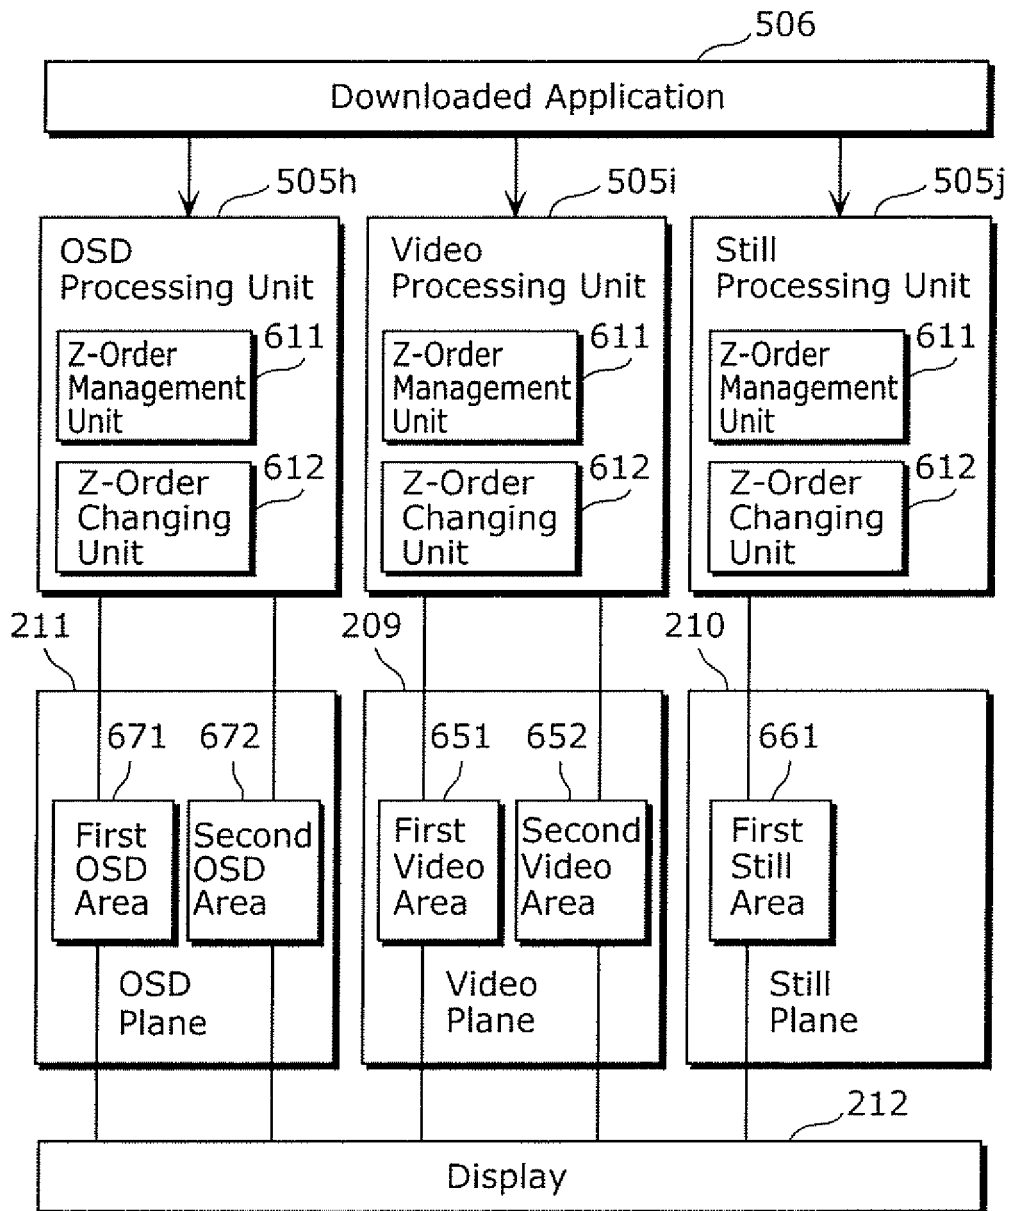 506
Downloaded Application
505h
505i
505j
OSD
Processing Unit
Video
Processing Unit
Still
Processing Unit
611
Z-Order
Management
Unit
611
Z-Order
Management
Unit
611
Z-Order
Management
Unit
612
Z-Order
Changing
Unit
612
Z-Order
Changing
Unit
612
Z-Order
Changing
Unit
211
209
210
671
672
651
652
661
First
OSD
Area
Second
OSD
Area
First
Video
Area
Second
Video
Area
First
Still
Area
OSD
Plane
Video
Plane
Still
Plane
212
Display